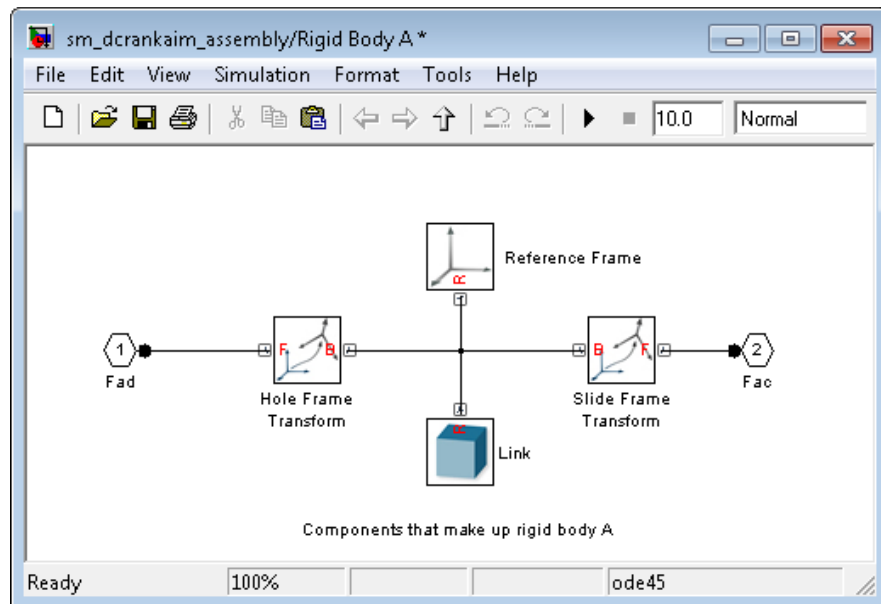 sm_dcrankaim_assembly/Rigid Body A *
File Edit View Simulation Format Tools Help
10.0 Normal
R
Reference Frame
1
Fad
F B
Hole Frame
Transform
B F
Slide Frame
Transform
2
Fac
R
Link
Components that make up rigid body A
Ready 100% ode45